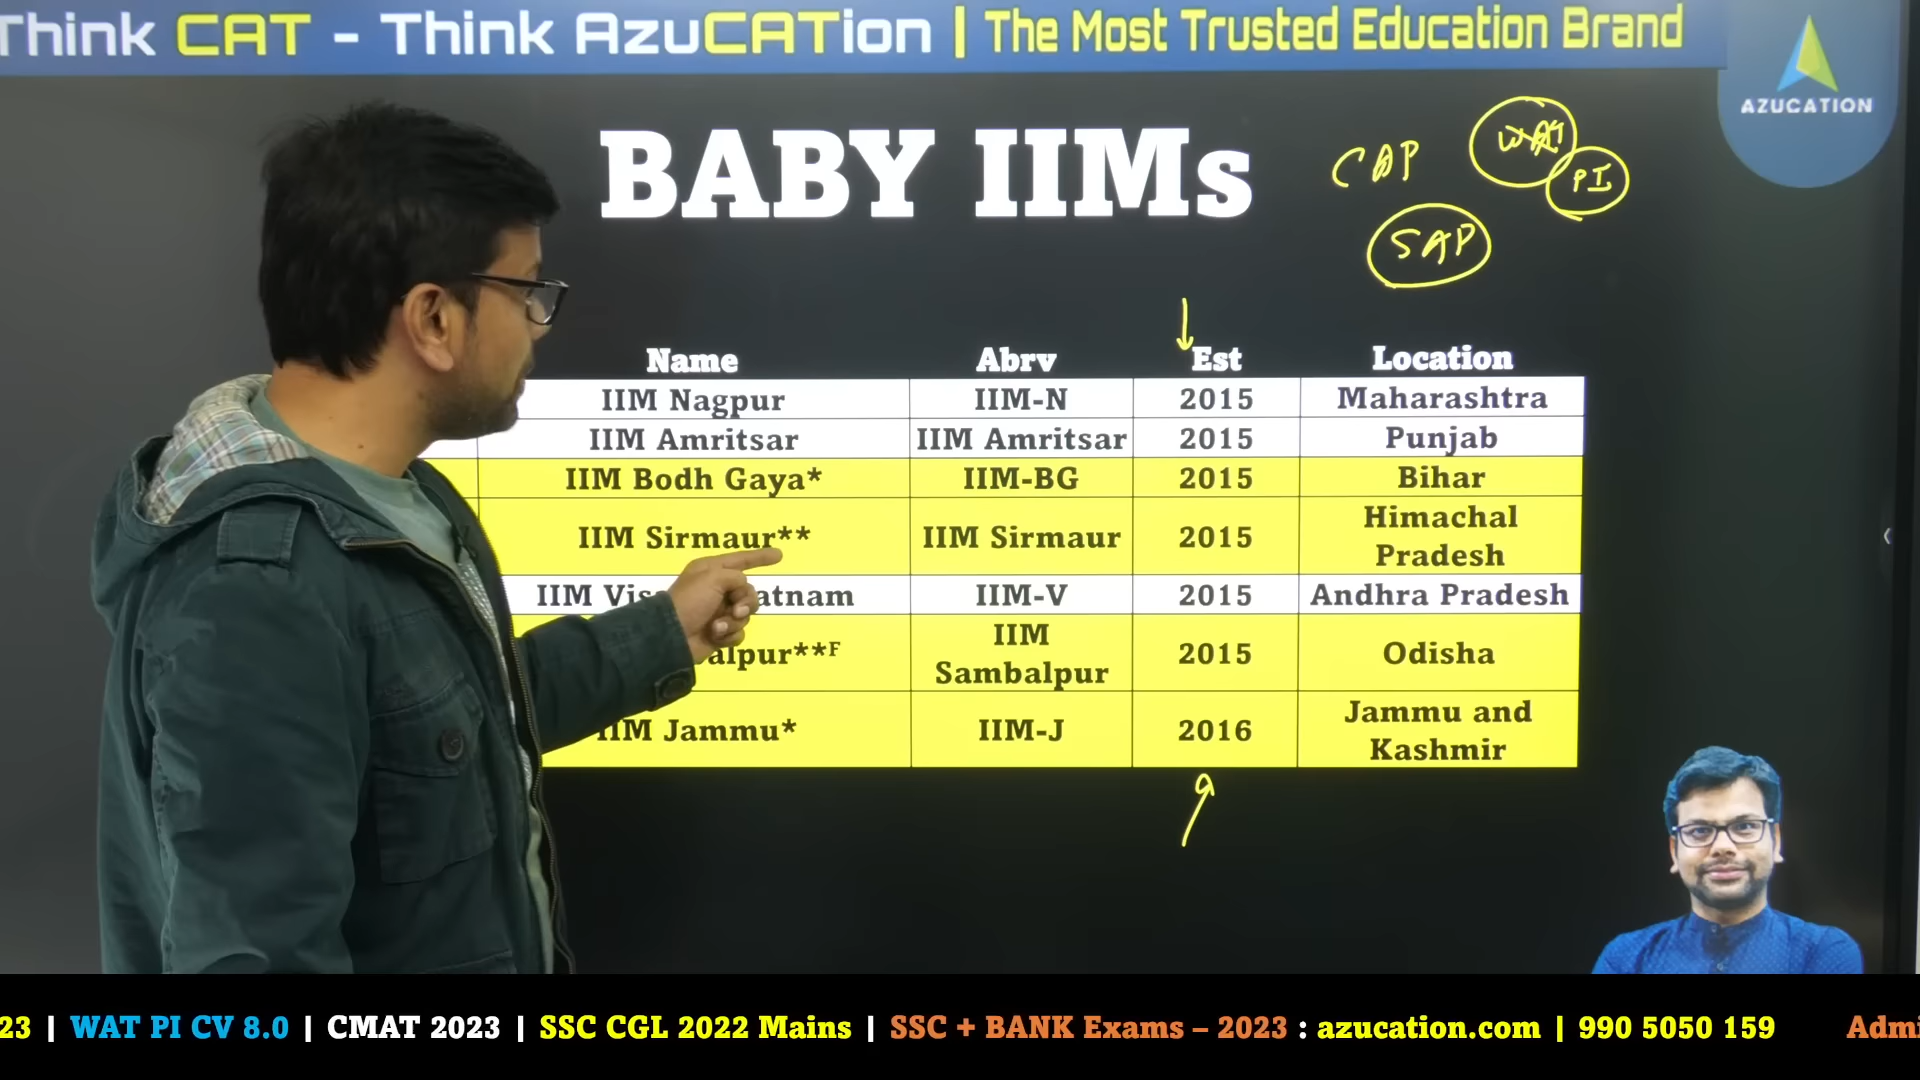 Think CAT - Think AzuCATion | The Most Trusted Education Brand
AZUCATION
BABY IIMs
CAP
WAT
PI
SAP
Name Abrv Est Location
IIM Nagpur IIM-N 2015 Maharashtra
IIM Amritsar IIM Amritsar 2015 Punjab
IIM Bodh Gaya* IIM-BG 2015 Bihar
IIM Sirmaur** IIM Sirmaur 2015 Himachal
Pradesh
IIM Vis atnam IIM-V 2015 Andhra Pradesh
alpur**F IIM
Sambalpur 2015 Odisha
IIM Jammu* IIM-J 2016 Jammu and
Kashmir
23 | WAT PI CV 8.0 | CMAT 2023 | SSC CGL 2022 Mains | SSC + BANK Exams – 2023 : azucation.com | 990 5050 159 Admi